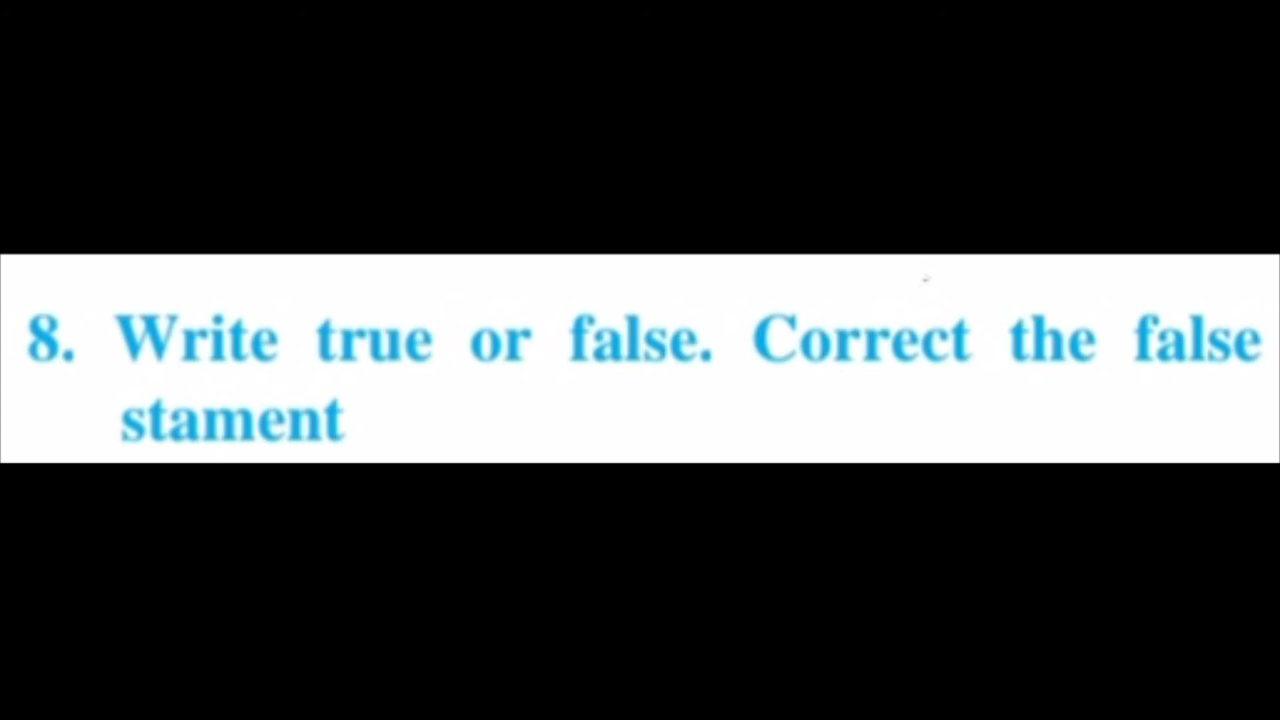 8. Write true or false. Correct the false
stament